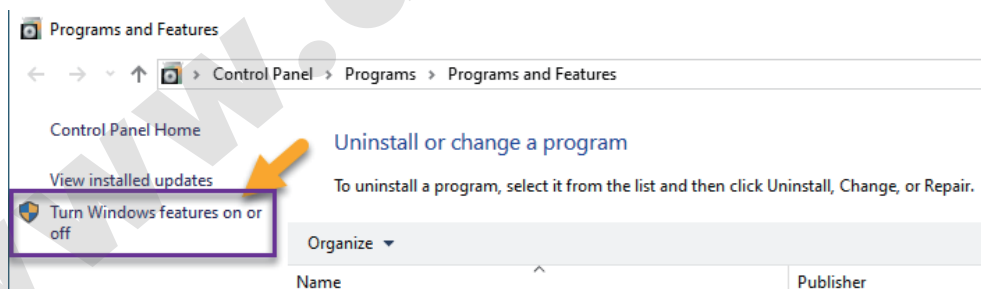 Programs and Features
Control Panel > Programs > Programs and Features
Control Panel Home
Uninstall or change a program
View installed updates
To uninstall a program, select it from the list and then click Uninstall, Change, or Repair.
Turn Windows features on or
off
Organize
Name
Publisher
www.